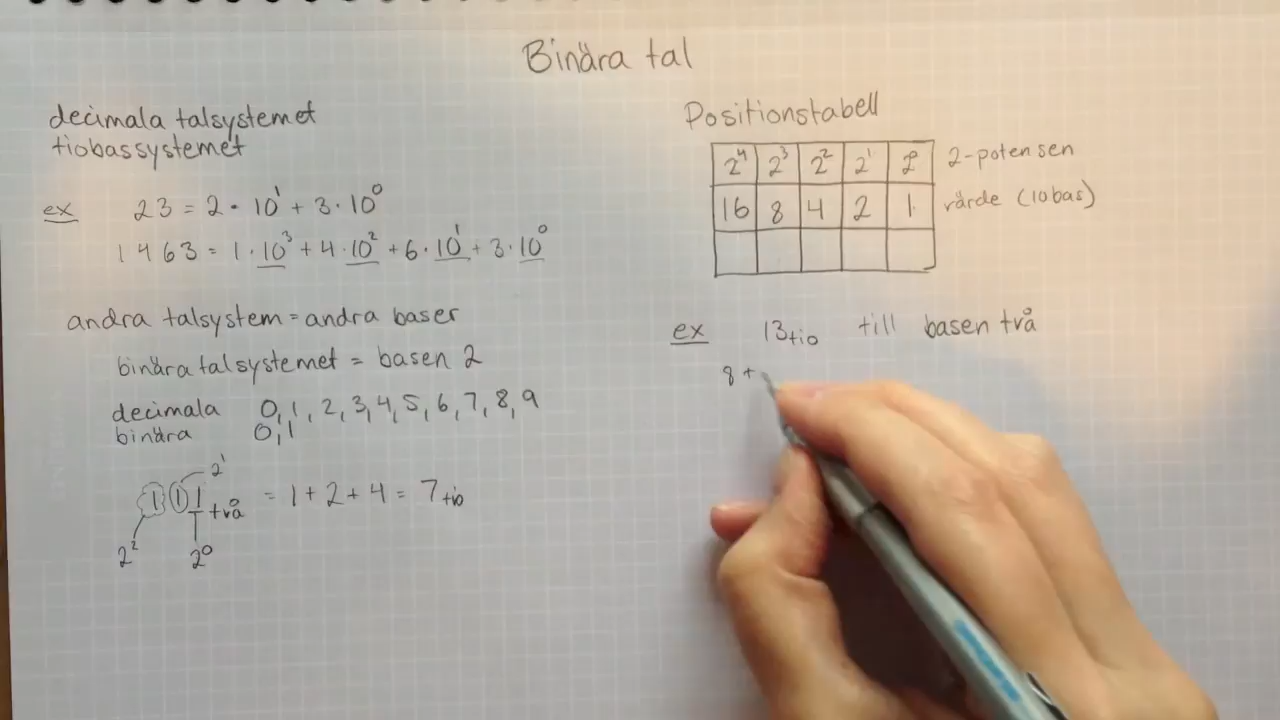 Binära tal
decimala talsystemet
tiobassystemet
ex 23 = 2 · 10¹ + 3 · 10⁰
1463 = 1 · 10³ + 4 · 10² + 6 · 10¹ + 3 · 10⁰
andra talsystem = andra baser
binära talsystemet = basen 2
decimala 0, 1, 2, 3, 4, 5, 6, 7, 8, 9
binära 0, 1
2¹
111två = 1 + 2 + 4 = 7tio
2² 2⁰
Positionstabell
2⁴ 2³ 2² 2¹ 2⁰ 2-potensen
16 8 4 2 1 värde (10bas)
ex 13tio till basen två
8 +